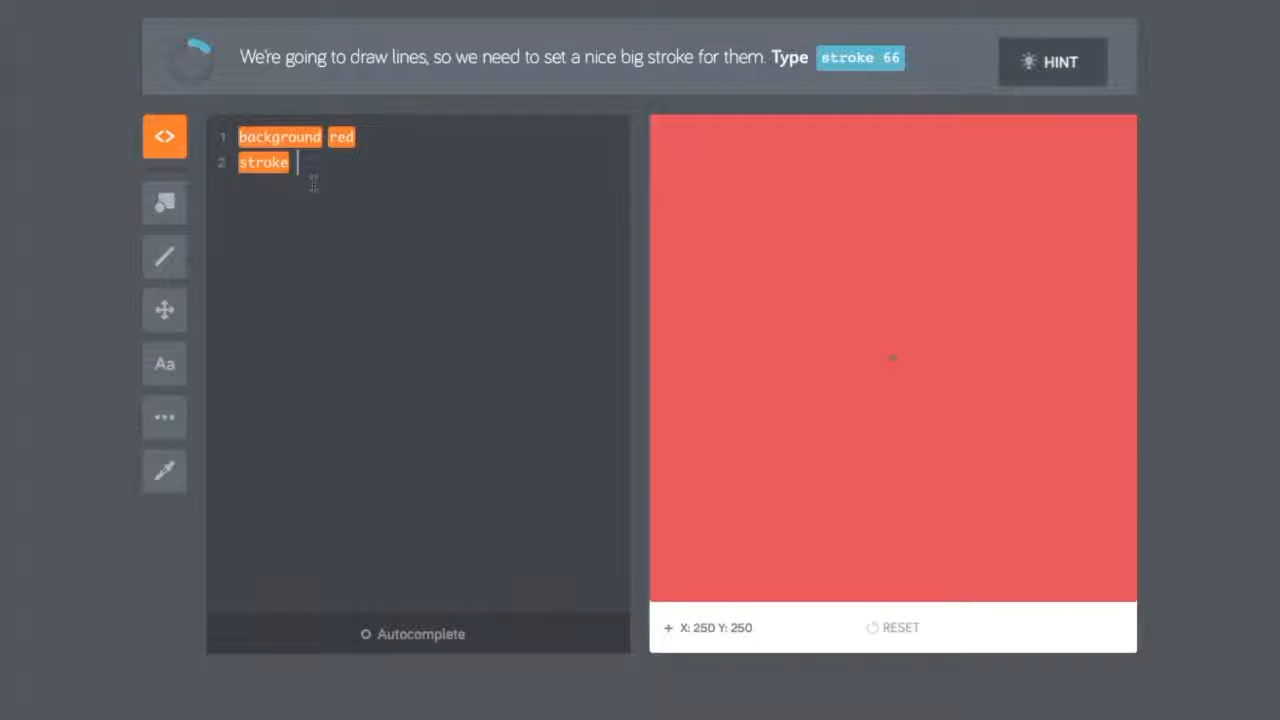 We're going to draw lines, so we need to set a nice big stroke for them. Type stroke 66
HINT
<>
1 background red
2 stroke
Aa
Autocomplete
+ X: 250 Y: 250
RESET